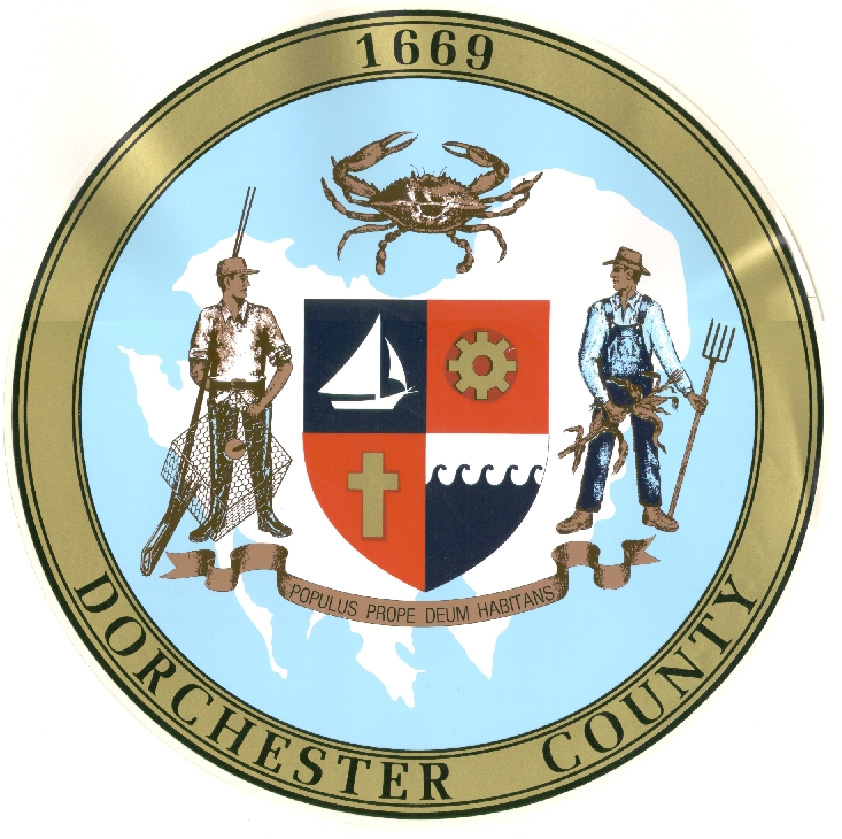 1669
POPULUS PROPE DEUM HABITANS
DORCHESTER COUNTY